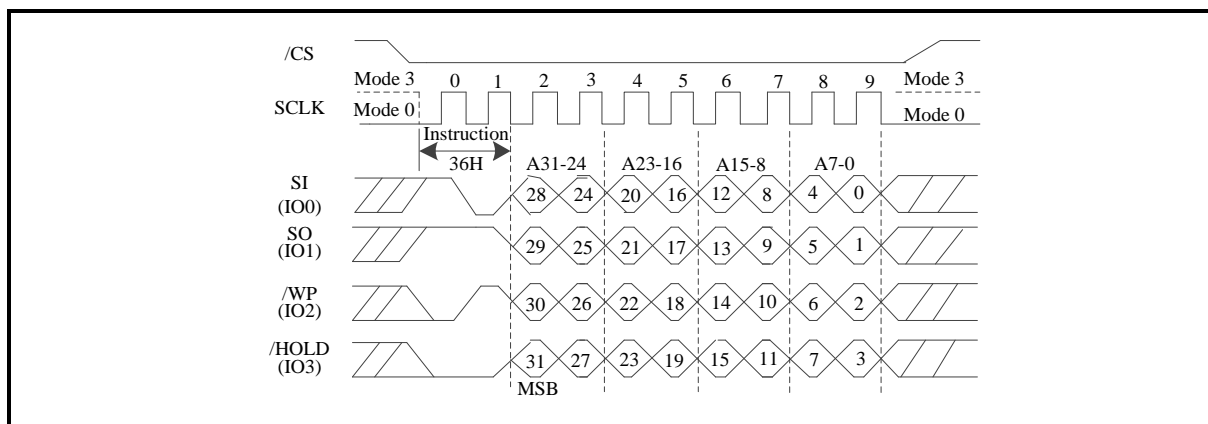 /CS
Mode 3 0 1 2 3 4 5 6 7 8 9 Mode 3
SCLK Mode 0 Mode 0
Instruction
36H A31-24 A23-16 A15-8 A7-0
SI
(IO0) 28 24 20 16 12 8 4 0
SO
(IO1) 29 25 21 17 13 9 5 1
/WP
(IO2) 30 26 22 18 14 10 6 2
/HOLD
(IO3) 31 27 23 19 15 11 7 3
MSB